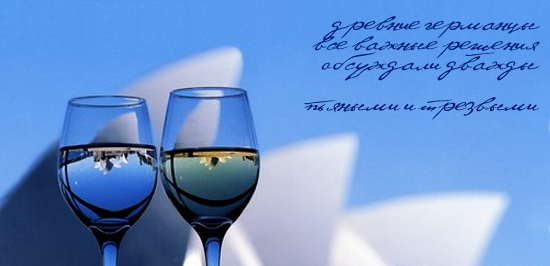 древние германцы
все важные решения
обсуждали дважды
пьяными и трезвыми